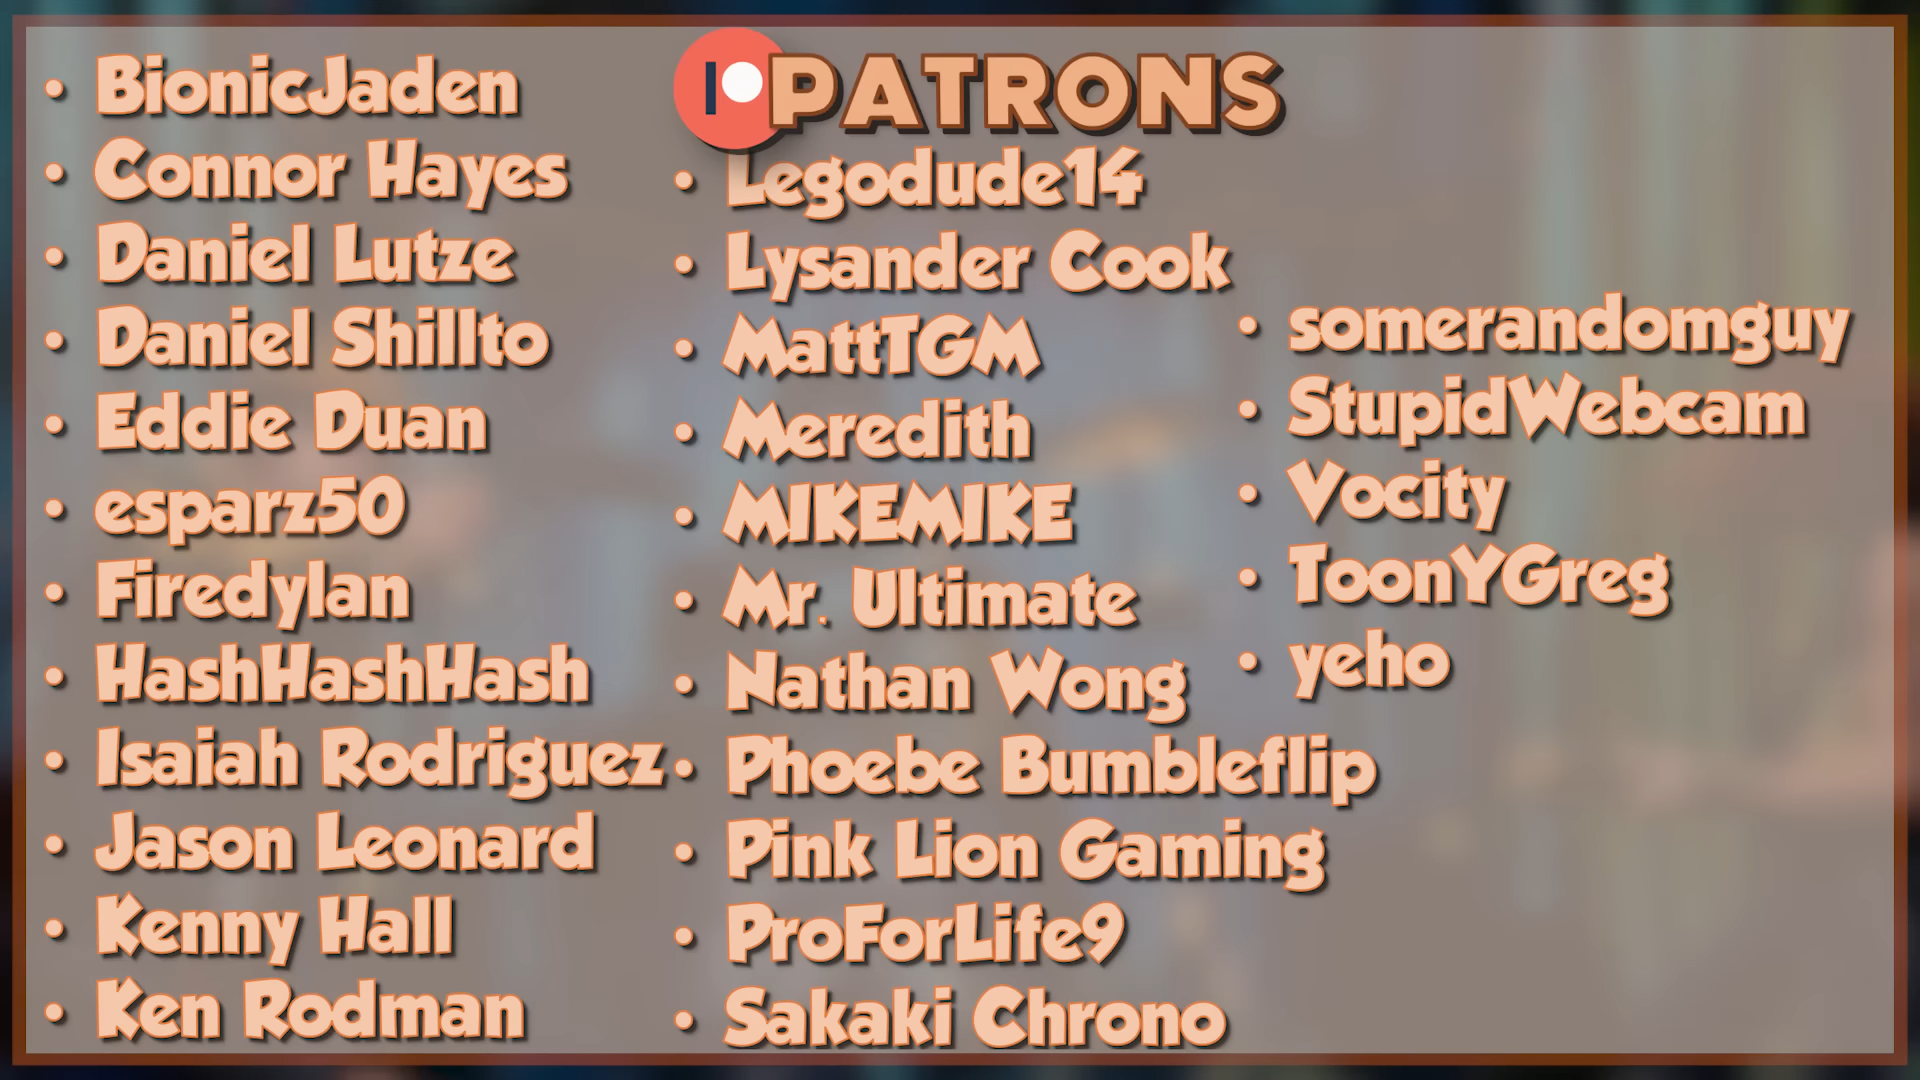 PATRONS
• BionicJaden
• Connor Hayes
• Daniel Lutze
• Daniel Shillto
• Eddie Duan
• esparz50
• Firedylan
• HashHashHash
• Isaiah Rodriguez
• Jason Leonard
• Kenny Hall
• Ken Rodman
• Legodude14
• Lysander Cook
• MattTGM
• Meredith
• MIKEMIKE
• Mr. Ultimate
• Nathan Wong
• Phoebe Bumbleflip
• Pink Lion Gaming
• ProForLife9
• Sakaki Chrono
• somerandomguy
• StupidWebcam
• Vocity
• ToonYGreg
• yeho